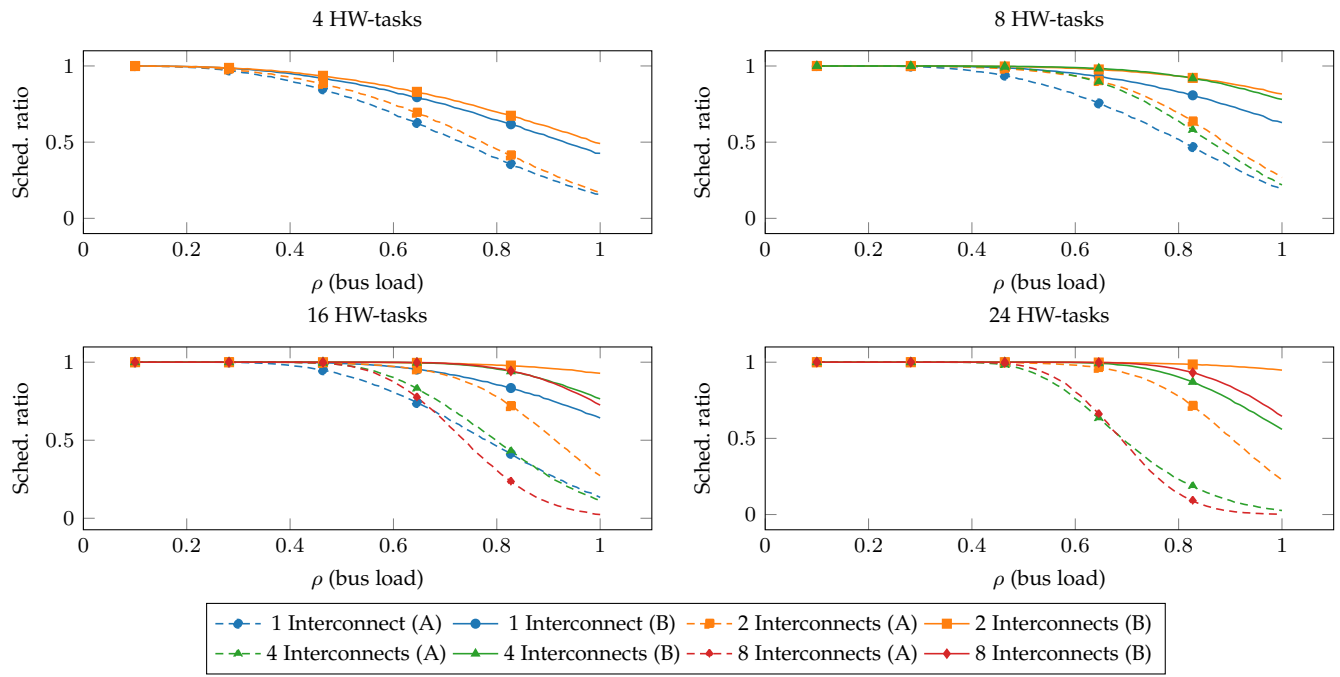 4 HW-tasks
8 HW-tasks
1
0.5
0
Sched. ratio
0 0.2 0.4 0.6 0.8 1
ρ (bus load)
1
0.5
0
Sched. ratio
0 0.2 0.4 0.6 0.8 1
ρ (bus load)
16 HW-tasks
24 HW-tasks
1
0.5
0
Sched. ratio
0 0.2 0.4 0.6 0.8 1
ρ (bus load)
1
0.5
0
Sched. ratio
0 0.2 0.4 0.6 0.8 1
ρ (bus load)
1 Interconnect (A) 1 Interconnect (B) 2 Interconnects (A) 2 Interconnects (B)
4 Interconnects (A) 4 Interconnects (B) 8 Interconnects (A) 8 Interconnects (B)